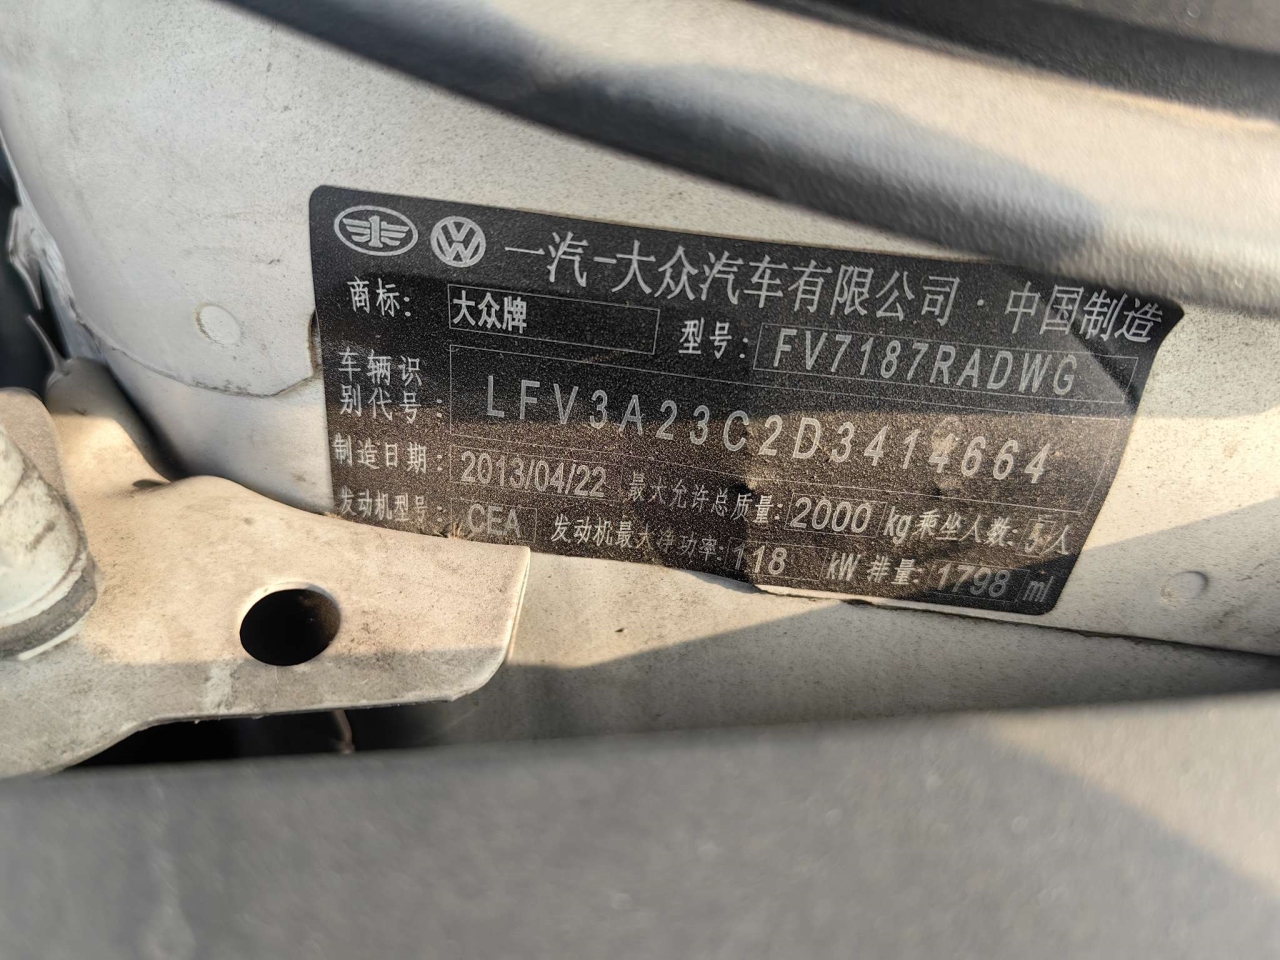 一汽-大众汽车有限公司·中国制造
商标: 大众牌 型号: FV7187RADWG
车辆识别代号: LFV3A23C2D3414664
制造日期: 2013/04/22 最大允许总质量: 2000 kg 乘坐人数: 5 人
发动机型号: CEA 发动机最大净功率: 118 kW 排量: 1798 ml